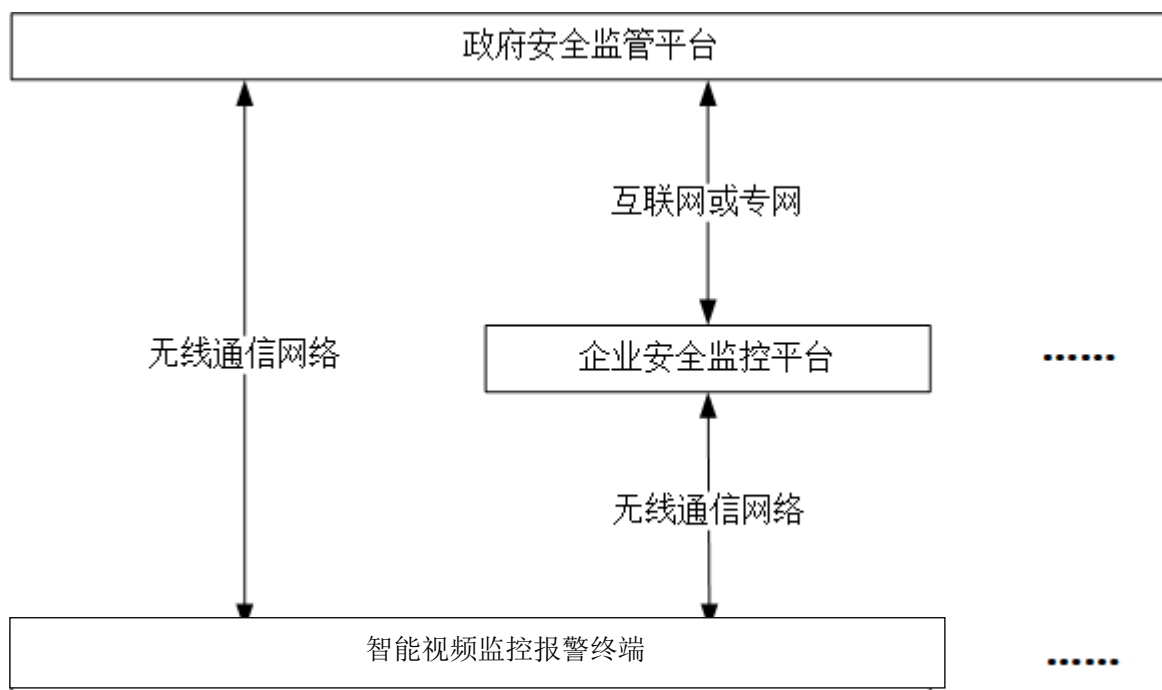 政府安全监管平台
互联网或专网
无线通信网络
企业安全监控平台
……
无线通信网络
智能视频监控报警终端
……